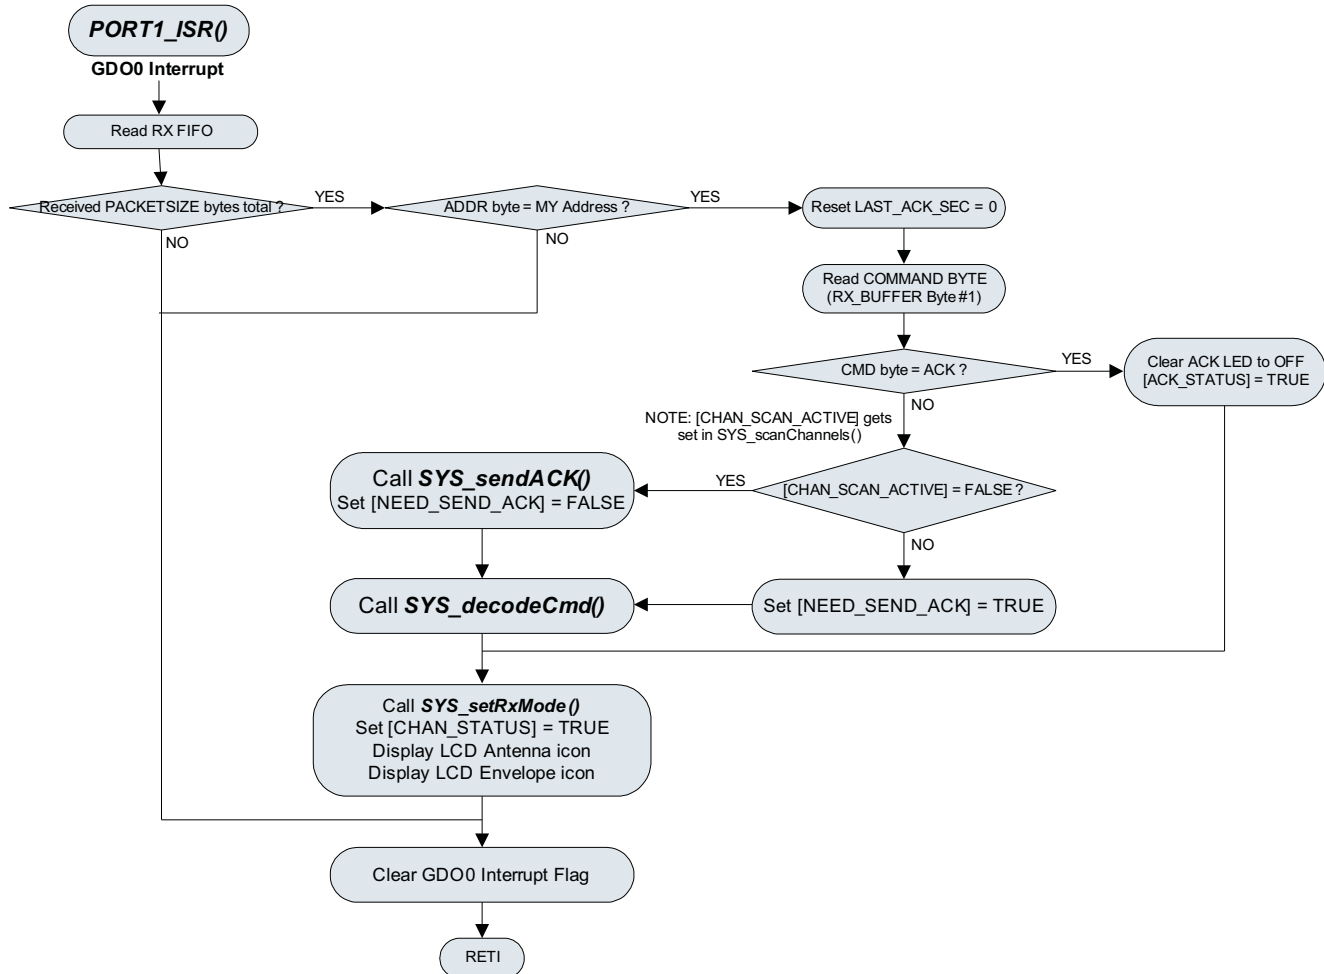 PORT1_ISR()
GDO0 Interrupt
Read RX FIFO
Received PACKETSIZE bytes total ?
YES
NO
ADDR byte = MY Address ?
YES
NO
Reset LAST_ACK_SEC = 0
Read COMMAND BYTE
(RX_BUFFER Byte #1)
CMD byte = ACK ?
YES
NO
Clear ACK LED to OFF
[ACK_STATUS] = TRUE
NOTE: [CHAN_SCAN_ACTIVE] gets
set in SYS_scanChannels()
[CHAN_SCAN_ACTIVE] = FALSE ?
YES
NO
Call SYS_sendACK()
Set [NEED_SEND_ACK] = FALSE
Set [NEED_SEND_ACK] = TRUE
Call SYS_decodeCmd()
Call SYS_setRxMode()
Set [CHAN_STATUS] = TRUE
Display LCD Antenna icon
Display LCD Envelope icon
Clear GDO0 Interrupt Flag
RETI